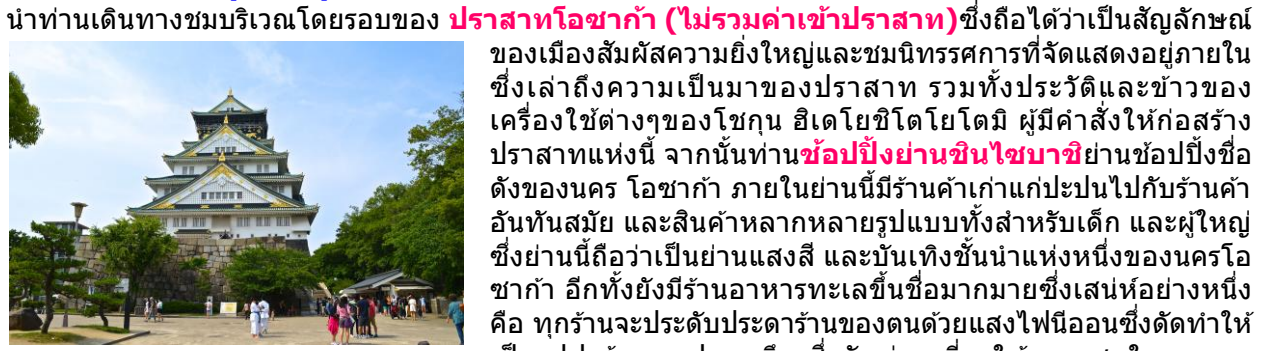 นำท่านเดินทางชมบริเวณโดยรอบของ ปราสาทโอซาก้า (ไม่รวมค่าเข้าปราสาท)ซึ่งถือได้ว่าเป็นสัญลักษณ์
ของเมืองสัมผัสความยิ่งใหญ่และชมนิทรรศการที่จัดแสดงอยู่ภายใน
ซึ่งเล่าถึงความเป็นมาของปราสาท รวมทั้งประวัติและข้าวของ
เครื่องใช้ต่างๆของโชกุน ฮิเดโยชิโตโยโตมิ ผู้มีคำสั่งให้ก่อสร้าง
ปราสาทแห่งนี้ จากนั้นท่านช้อปปิ้งย่านชินไซบาชิย่านช้อปปิ้งชื่อ
ดังของนคร โอซาก้า ภายในย่านนี้มีร้านค้าเก่าแก่ปะปนไปกับร้านค้า
อันทันสมัย และสินค้าหลากหลายรูปแบบทั้งสำหรับเด็ก และผู้ใหญ่
ซึ่งย่านนี้ถือว่าเป็นย่านแสงสี และบันเทิงชั้นนำแห่งหนึ่งของนครโอ
ซาก้า อีกทั้งยังมีร้านอาหารทะเลขึ้นชื่อมากมายซึ่งเสน่ห์อย่างหนึ่ง
คือ ทุกร้านจะประดับประดาร้านของตนด้วยแสงไฟนีออนซึ่งดัดทำให้